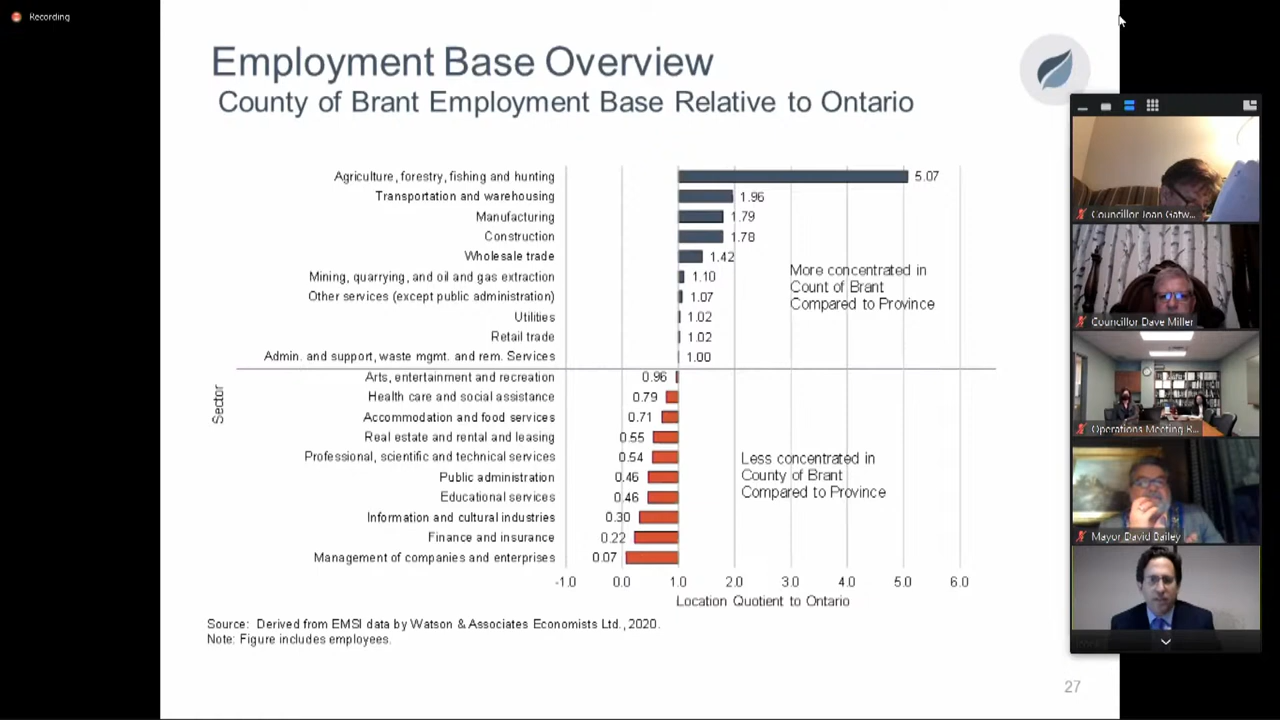 Recording
Employment Base Overview
County of Brant Employment Base Relative to Ontario
Agriculture, forestry, fishing and hunting 5.07
Transportation and warehousing 1.96
Manufacturing 1.79
Construction 1.78
Wholesale trade 1.42
Mining, quarrying, and oil and gas extraction 1.10
Other services (except public administration) 1.07
Utilities 1.02
Retail trade 1.02
Admin. and support, waste mgmt. and rem. Services 1.00
More concentrated in
Count of Brant
Compared to Province
Sector
Arts, entertainment and recreation 0.96
Health care and social assistance 0.79
Accommodation and food services 0.71
Real estate and rental and leasing 0.55
Professional, scientific and technical services 0.54
Public administration 0.46
Educational services 0.46
Information and cultural industries 0.30
Finance and insurance 0.22
Management of companies and enterprises 0.07
Less concentrated in
County of Brant
Compared to Province
-1.0 0.0 1.0 2.0 3.0 4.0 5.0 6.0
Location Quotient to Ontario
Source: Derived from EMSI data by Watson & Associates Economists Ltd., 2020.
Note: Figure includes employees.
27
Councillor Joan Gatw...
Councillor Dave Miller
Operations Meeting R...
Mayor David Bailey